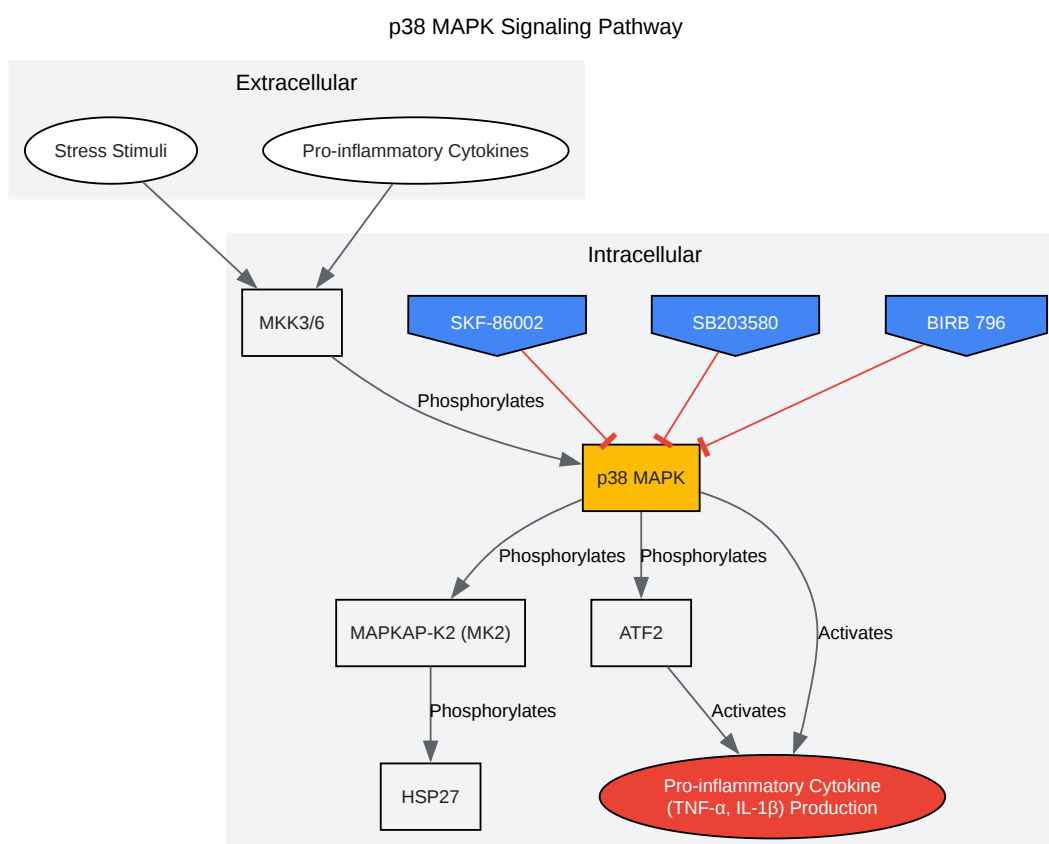 p38 MAPK Signaling Pathway
Extracellular
Stress Stimuli
Pro-inflammatory Cytokines
Intracellular
MKK3/6
SKF-86002
SB203580
BIRB 796
Phosphorylates
p38 MAPK
Phosphorylates
Phosphorylates
MAPKAP-K2 (MK2)
ATF2
Activates
Phosphorylates
Activates
HSP27
Pro-inflammatory Cytokine
(TNF-α, IL-1β) Production